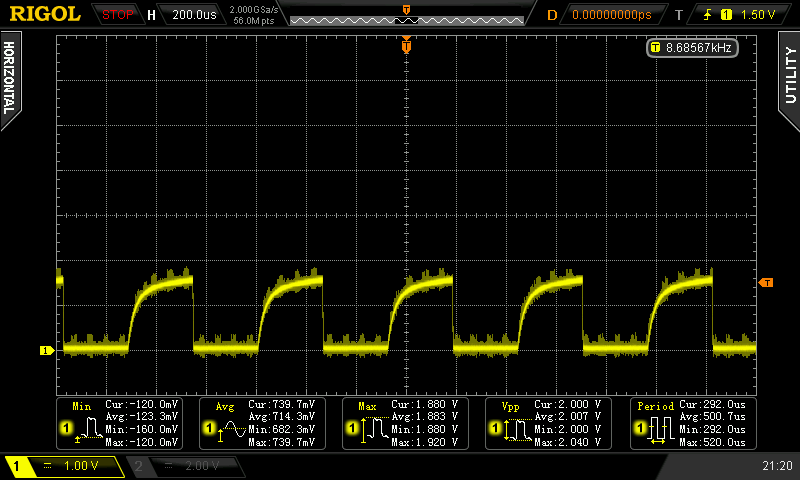 RIGOL STOP H 200.0us 2.000GSa/s 56.0Mpts T D 0.00000000ps T 1 1.50 V
HORIZONTAL
UTILITY
T
T 8.68567kHz
T
1
Min Cur:-120.0mV Avg:-123.3mV Min:-160.0mV Max:-120.0mV
1
Avg Cur:739.7mV Avg:714.3mV Min:682.3mV Max:739.7mV
1
Max Cur:1.880 V Avg:1.883 V Min:1.880 V Max:1.920 V
1
Vpp Cur:2.000 V Avg:2.007 V Min:2.000 V Max:2.040 V
1
Period Cur:292.0us Avg:500.7us Min:292.0us Max:520.0us
1
1 1.00 V 2 2.00 V 21:20